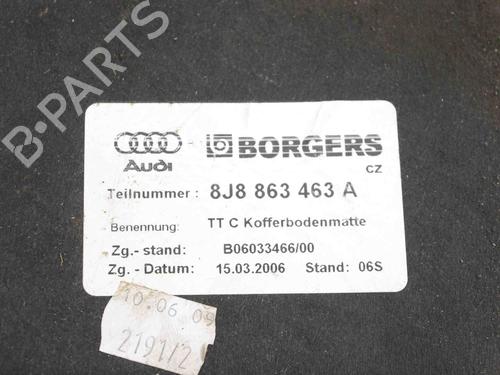 B-PARTS
Audi BORGERS
CZ
Teilnummer: 8J8 863 463 A
Benennung: TT C Kofferbodenmatte
Zg.- stand: B06033466/00
Zg. - Datum: 15.03.2006 Stand: 06S
10.06.09
2191/2